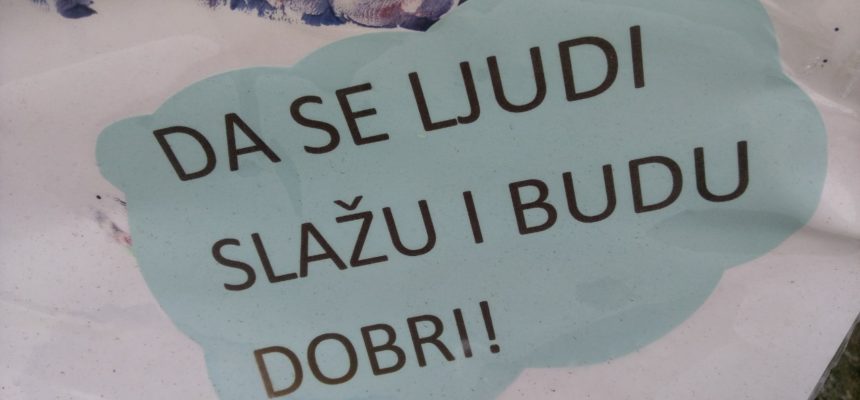 DA SE LJUDI
SLAŽU I BUDU
DOBRI!